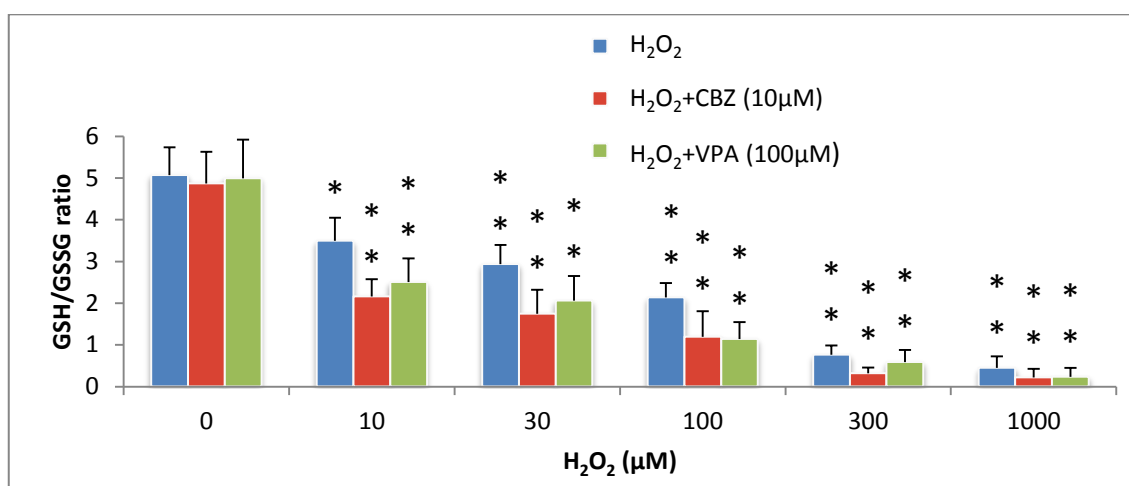 H₂O₂
H₂O₂+CBZ (10µM)
H₂O₂+VPA (100µM)
GSH/GSSG ratio
6
5
4
3
2
1
0
* * * * * * * * * * * * * * * * * * * * * * * * * * * * *
0 10 30 100 300 1000
H₂O₂ (µM)